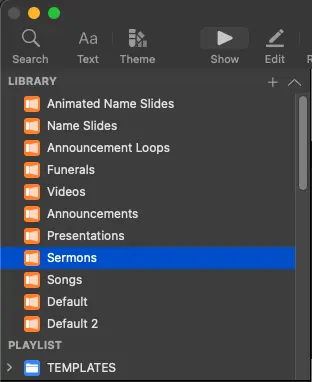 Search Text Theme Show Edit
LIBRARY
Animated Name Slides
Name Slides
Announcement Loops
Funerals
Videos
Announcements
Presentations
Sermons
Songs
Default
Default 2
PLAYLIST
TEMPLATES